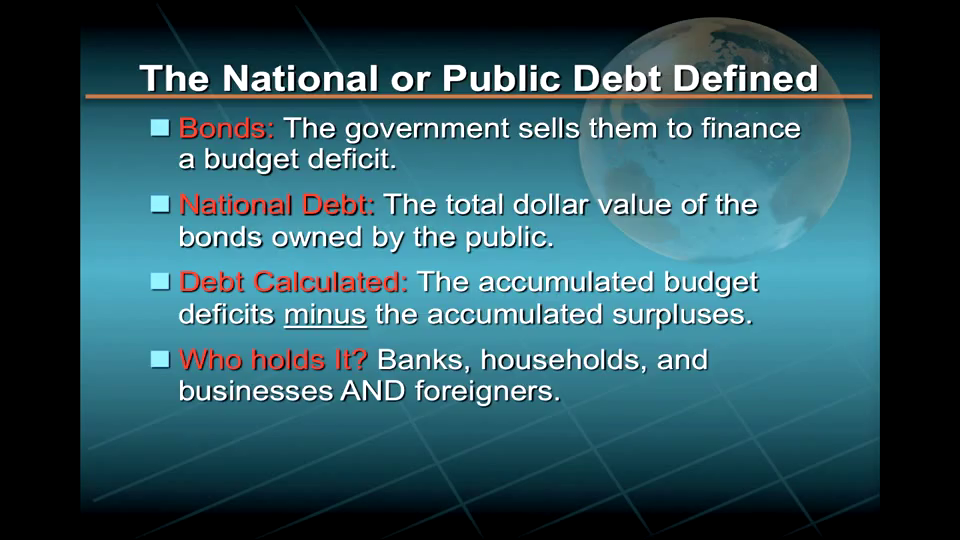 The National or Public Debt Defined
Bonds: The government sells them to finance
a budget deficit.
National Debt: The total dollar value of the
bonds owned by the public.
Debt Calculated: The accumulated budget
deficits minus the accumulated surpluses.
Who holds It? Banks, households, and
businesses AND foreigners.